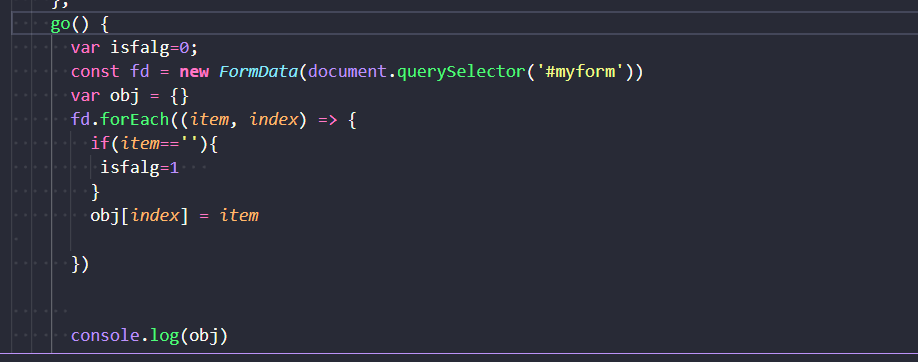 },
go() {
var isfalg=0;
const fd = new FormData(document.querySelector('#myform'))
var obj = {}
fd.forEach((item, index) => {
if(item==''){
isfalg=1
}
obj[index] = item
})
console.log(obj)